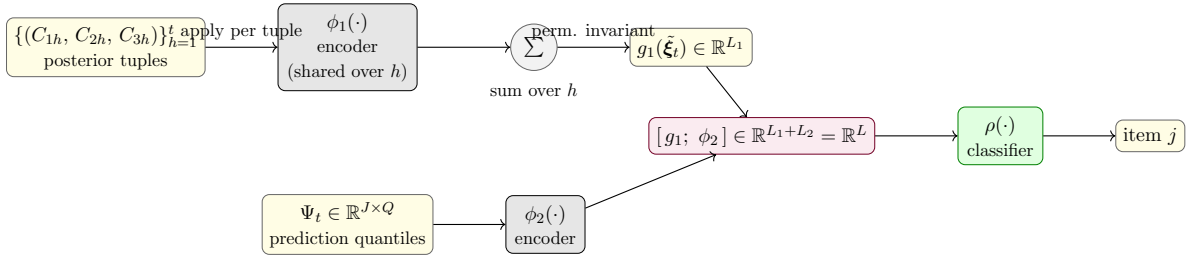 {(C₁ₕ, C₂ₕ, C₃ₕ)}ᵗₕ₌₁
posterior tuples
apply per tuple
ϕ₁(·)
encoder
(shared over h)
∑
sum over h
perm. invariant
g₁(ξ̃ₜ) ∈ ℝ^{L₁}
[g₁; ϕ₂] ∈ ℝ^{L₁+L₂} = ℝ^L
ρ(·)
classifier
item j
Ψₜ ∈ ℝ^{J×Q}
prediction quantiles
ϕ₂(·)
encoder